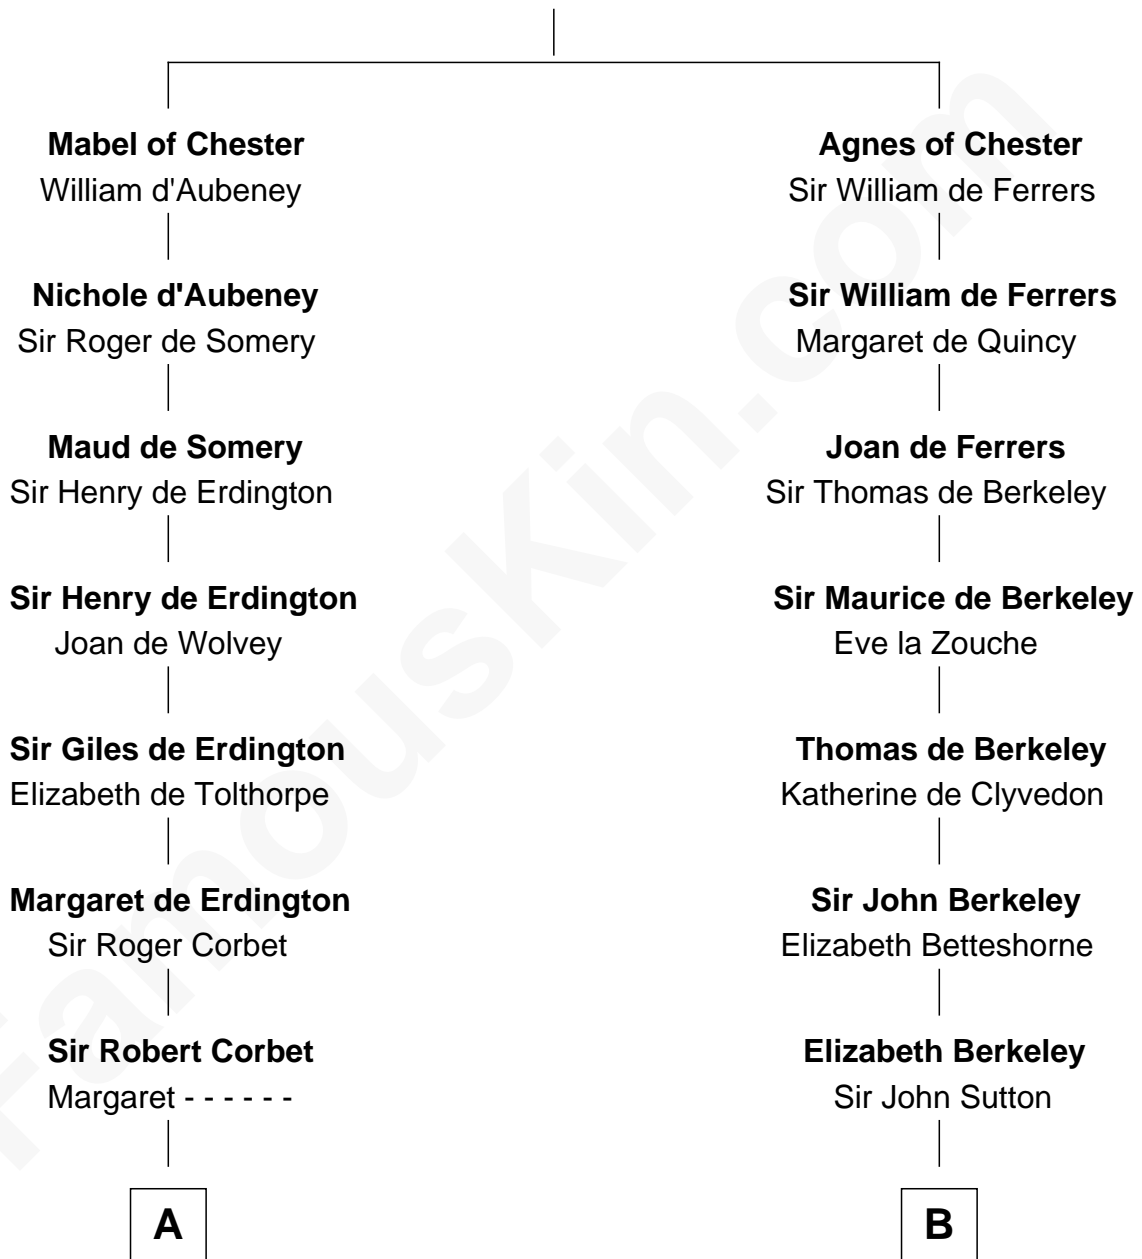 Mabel of Chester
William d'Aubeney
Nichole d'Aubeney
Sir Roger de Somery
Maud de Somery
Sir Henry de Erdington
Sir Henry de Erdington
Joan de Wolvey
Sir Giles de Erdington
Elizabeth de Tolthorpe
Margaret de Erdington
Sir Roger Corbet
Sir Robert Corbet
Margaret - - - - - -
A
Agnes of Chester
Sir William de Ferrers
Sir William de Ferrers
Margaret de Quincy
Joan de Ferrers
Sir Thomas de Berkeley
Sir Maurice de Berkeley
Eve la Zouche
Thomas de Berkeley
Katherine de Clyvedon
Sir John Berkeley
Elizabeth Betteshorne
Elizabeth Berkeley
Sir John Sutton
B
FamousKin.com